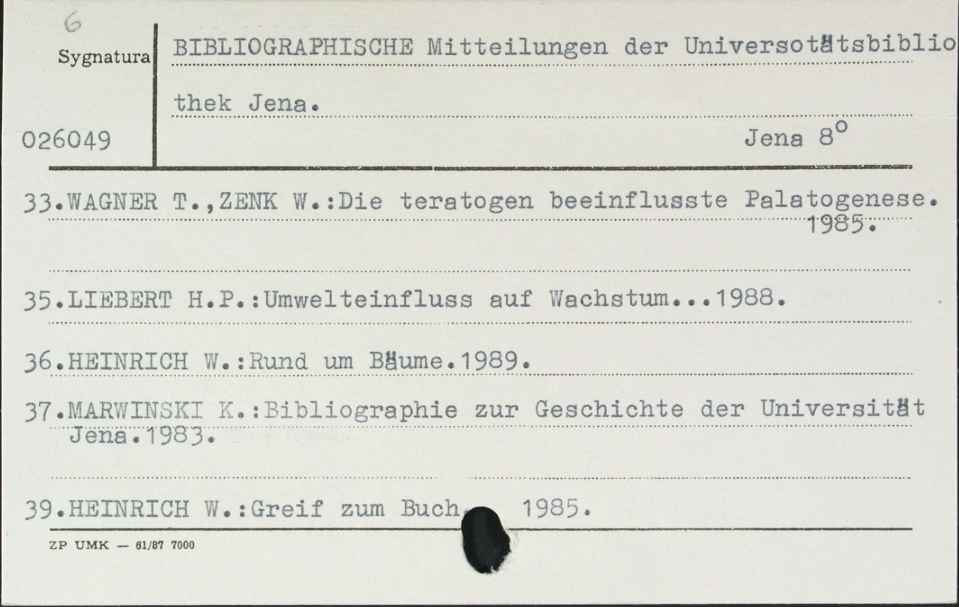 6
Sygnatura
BIBLIOGRAPHISCHE Mitteilungen der Universotätsbiblio
thek Jena.
026049
Jena 8°
33.WAGNER T.,ZENK W.:Die teratogen beeinflusste Palatogenese.
1985.
35.LIEBERT H.P.:Umwelteinfluss auf Wachstum...1988.
36.HEINRICH W.:Rund um Bäume.1989.
37.MARWINSKI K.:Bibliographie zur Geschichte der Universität
Jena.1983.
39.HEINRICH W.:Greif zum Buch 1985.
ZP UMK — 61/87 7000